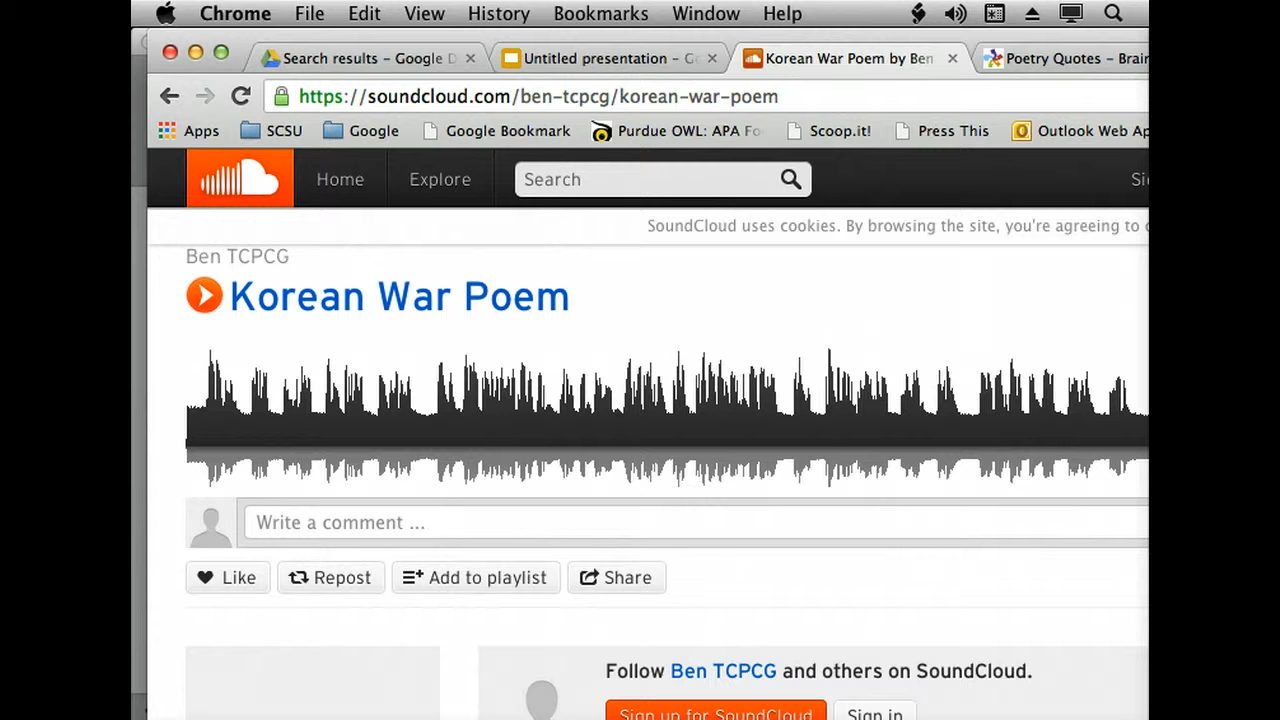 Chrome File Edit View History Bookmarks Window Help
Search results – Google D Untitled presentation – Go Korean War Poem by Ben Poetry Quotes – Brain
https://soundcloud.com/ben-tcpcg/korean-war-poem
Apps SCSU Google Google Bookmark Purdue OWL: APA Fo Scoop.it! Press This Outlook Web Ap
Home Explore Search Si
SoundCloud uses cookies. By browsing the site, you're agreeing to o
Ben TCPCG
Korean War Poem
Write a comment ...
Like Repost Add to playlist Share
Follow Ben TCPCG and others on SoundCloud.
Sign up for SoundCloud Sign in